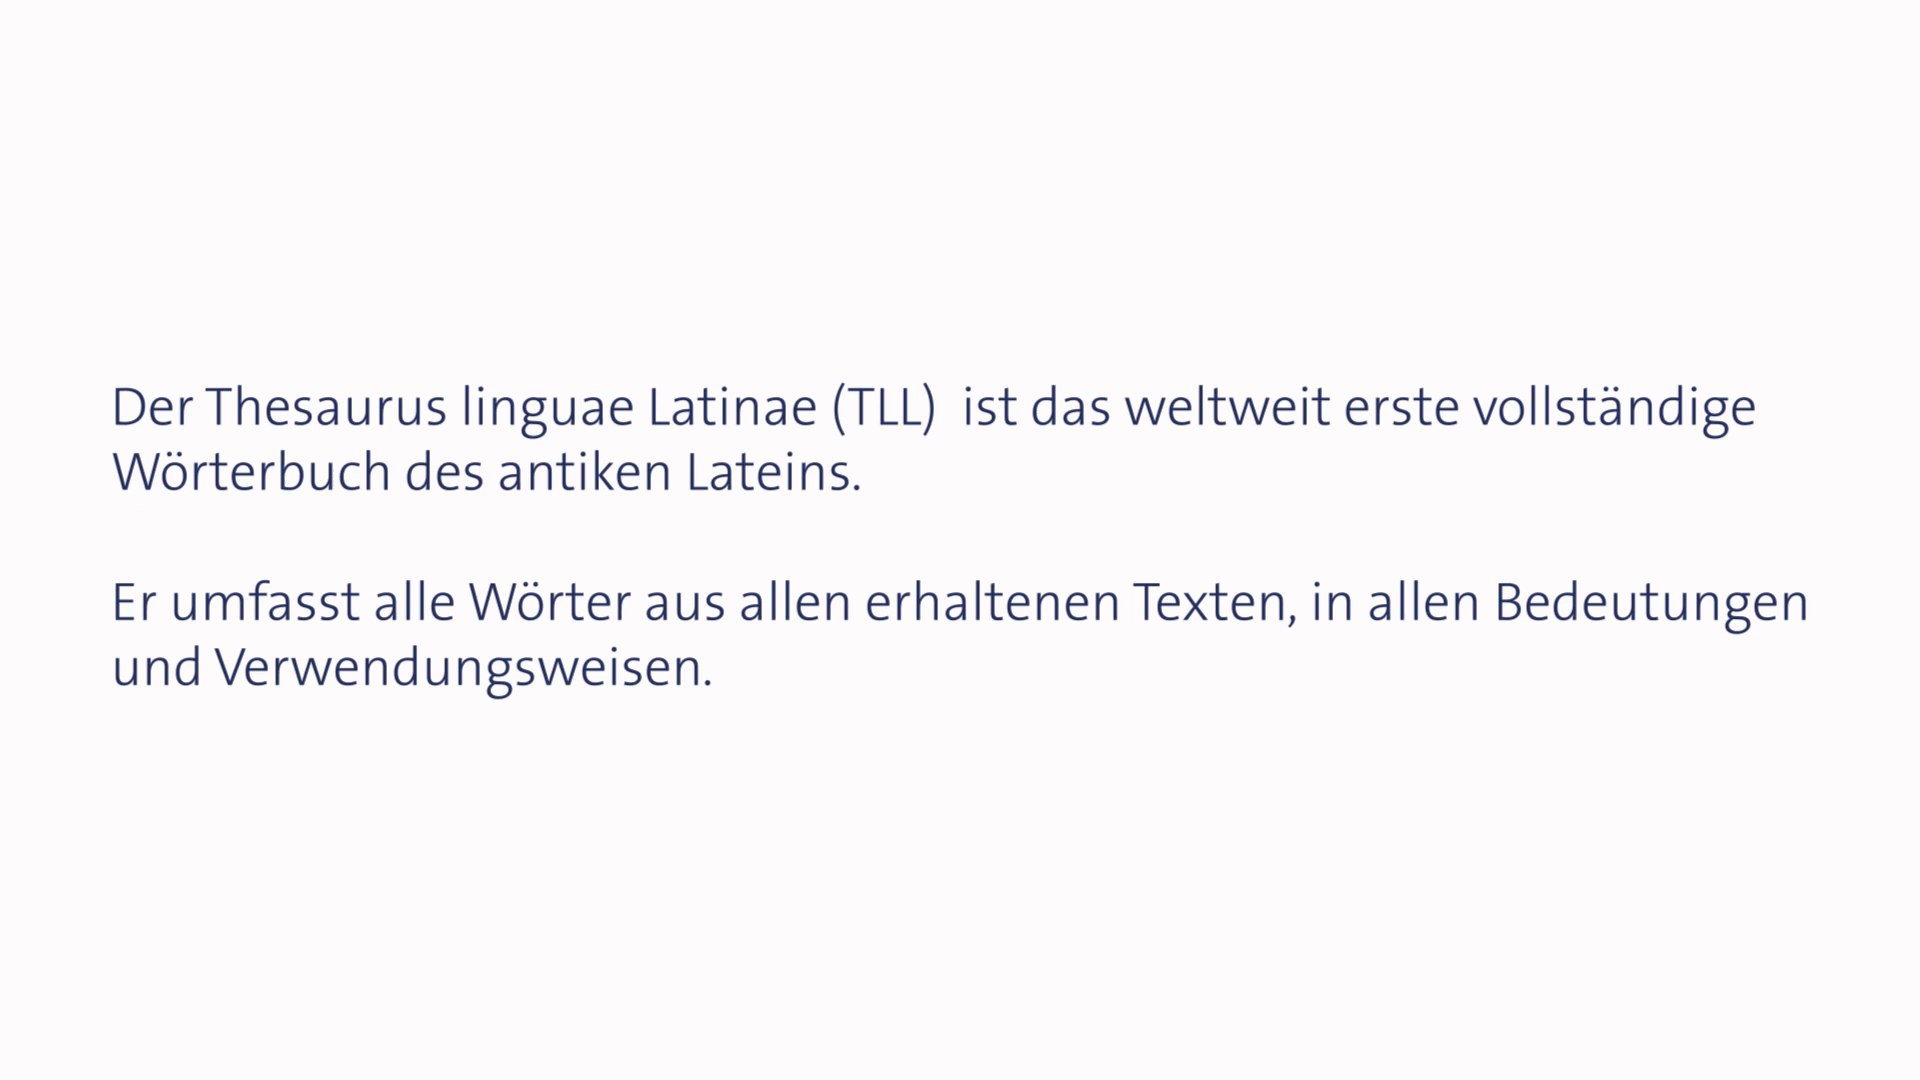 Der Thesaurus linguae Latinae (TLL)  ist das weltweit erste vollständige
Wörterbuch des antiken Lateins.
Er umfasst alle Wörter aus allen erhaltenen Texten, in allen Bedeutungen
und Verwendungsweisen.